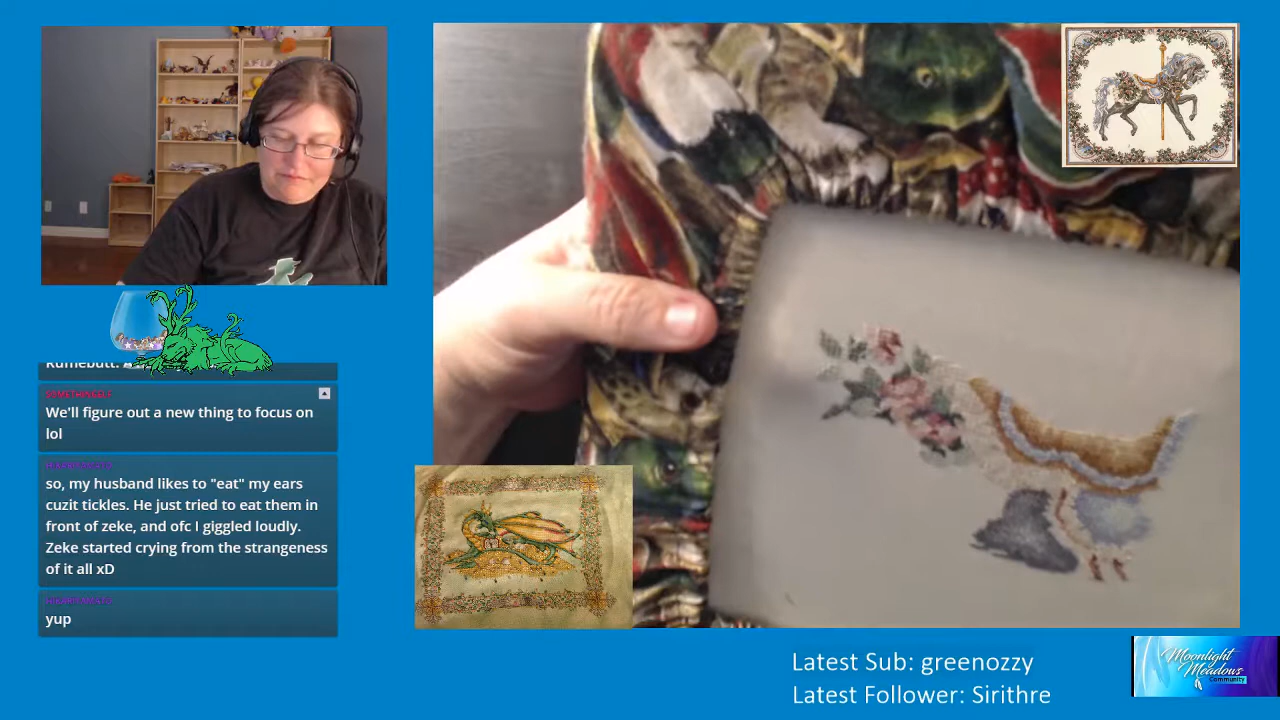 We'll figure out a new thing to focus on
lol
so, my husband likes to "eat" my ears
cuzit tickles. He just tried to eat them in
front of zeke, and ofc I giggled loudly.
Zeke started crying from the strangeness
of it all xD
yup
Latest Sub: greenozzy
Latest Follower: Sirithre
Moonlight
Meadows
Community